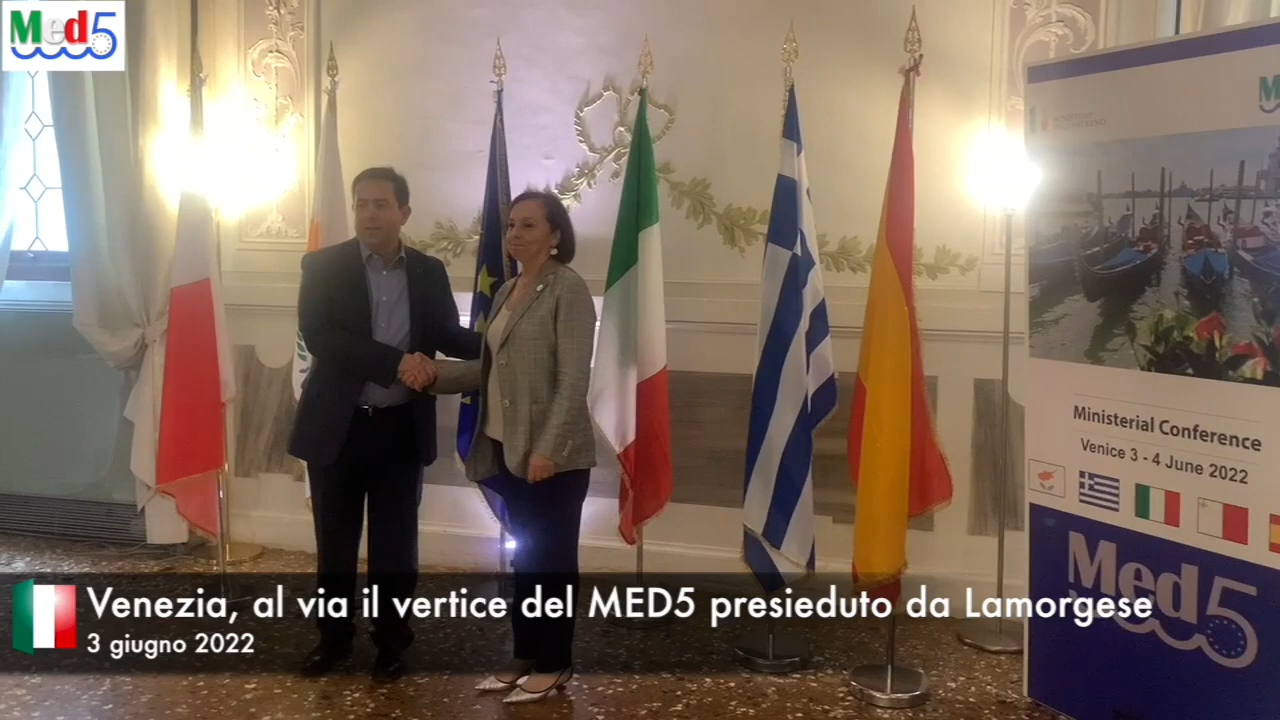 Med5
Ministerial Conference
Venice 3 - 4 June 2022
Med5
Venezia, al via il vertice del MED5 presieduto da Lamorgese
3 giugno 2022